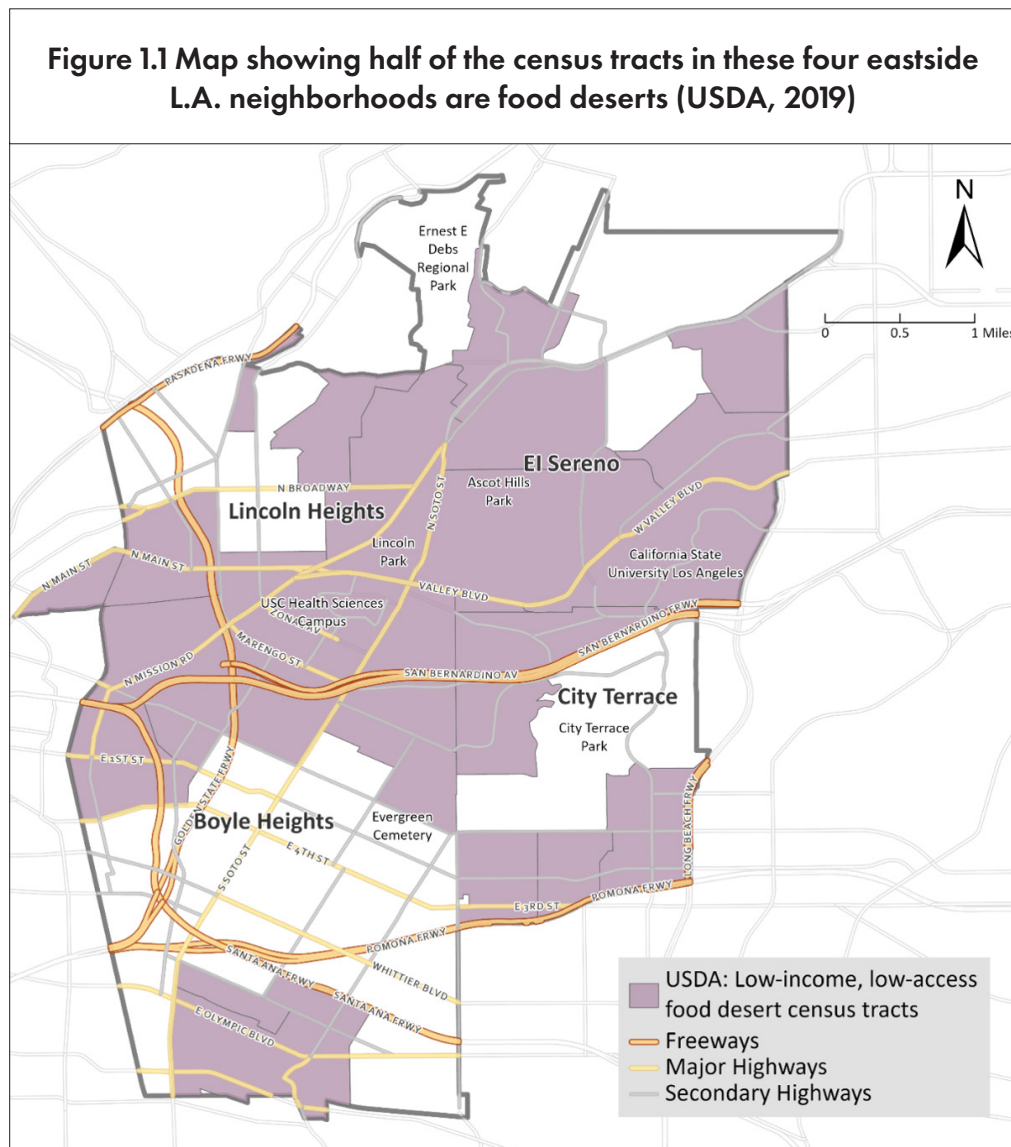 Figure 1.1 Map showing half of the census tracts in these four eastside
L.A. neighborhoods are food deserts (USDA, 2019)
N
0 0.5 1 Miles
Ernest E
Debs
Regional
Park
PASADENA FRWY
El Sereno
Ascot Hills
Park
N BROADWAY
Lincoln Heights
N SOTO ST
W VALLEY BLVD
Lincoln
Park
California State
University Los Angeles
N MAIN ST
N MAIN ST
VALLEY BLVD
USC Health Sciences
Campus
MARENGO ST
N MISSION RD
SAN BERNARDINO AV
SAN BERNARDINO FRWY
City Terrace
City Terrace
Park
E 1ST ST
GOLDEN STATE FRWY
Boyle Heights
Evergreen
Cemetery
LONG BEACH FRWY
E 4TH ST
S SOTO ST
E 3RD ST
POMONA FRWY
POMONA FRWY
SANTA ANA FRWY
SANTA ANA FRWY
WHITTIER BLVD
E OLYMPIC BLVD
USDA: Low-income, low-access
food desert census tracts
Freeways
Major Highways
Secondary Highways